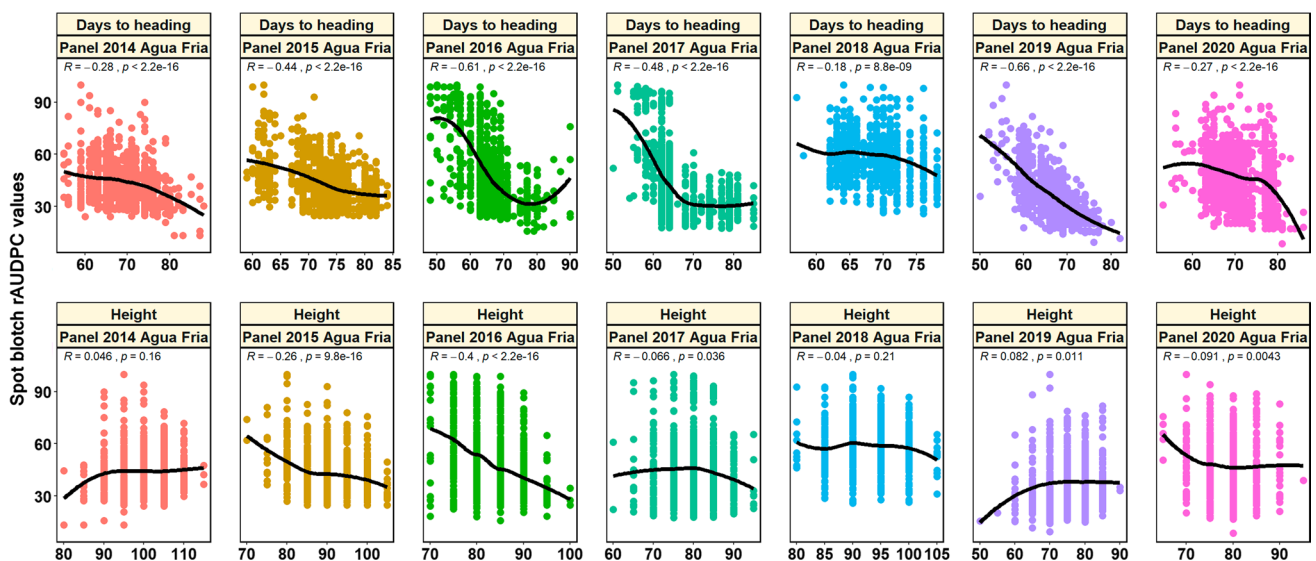 Days to heading Days to heading Days to heading Days to heading Days to heading Days to heading Days to heading
Panel 2014 Agua Fria Panel 2015 Agua Fria Panel 2016 Agua Fria Panel 2017 Agua Fria Panel 2018 Agua Fria Panel 2019 Agua Fria Panel 2020 Agua Fria
R = −0.28 , p < 2.2e-16 R = −0.44 , p < 2.2e-16 R = −0.61 , p < 2.2e-16 R = −0.48 , p < 2.2e-16 R = −0.18 , p = 8.8e-09 R = −0.66 , p < 2.2e-16 R = −0.27 , p < 2.2e-16
90
60
30
60 70 80 60 65 70 75 80 85 50 60 70 80 90 50 60 70 80 60 65 70 75 50 60 70 80 60 70 80
Spot blotch rAUDPC values
Height Height Height Height Height Height Height
Panel 2014 Agua Fria Panel 2015 Agua Fria Panel 2016 Agua Fria Panel 2017 Agua Fria Panel 2018 Agua Fria Panel 2019 Agua Fria Panel 2020 Agua Fria
R = 0.046 , p = 0.16 R = −0.26 , p = 9.8e-16 R = −0.4 , p < 2.2e-16 R = −0.066 , p = 0.036 R = −0.04 , p = 0.21 R = 0.082 , p = 0.011 R = −0.091 , p = 0.0043
90
60
30
80 90 100 110 70 80 90 100 70 80 90 100 60 70 80 90 80 85 90 95 100 105 50 60 70 80 90 70 80 90